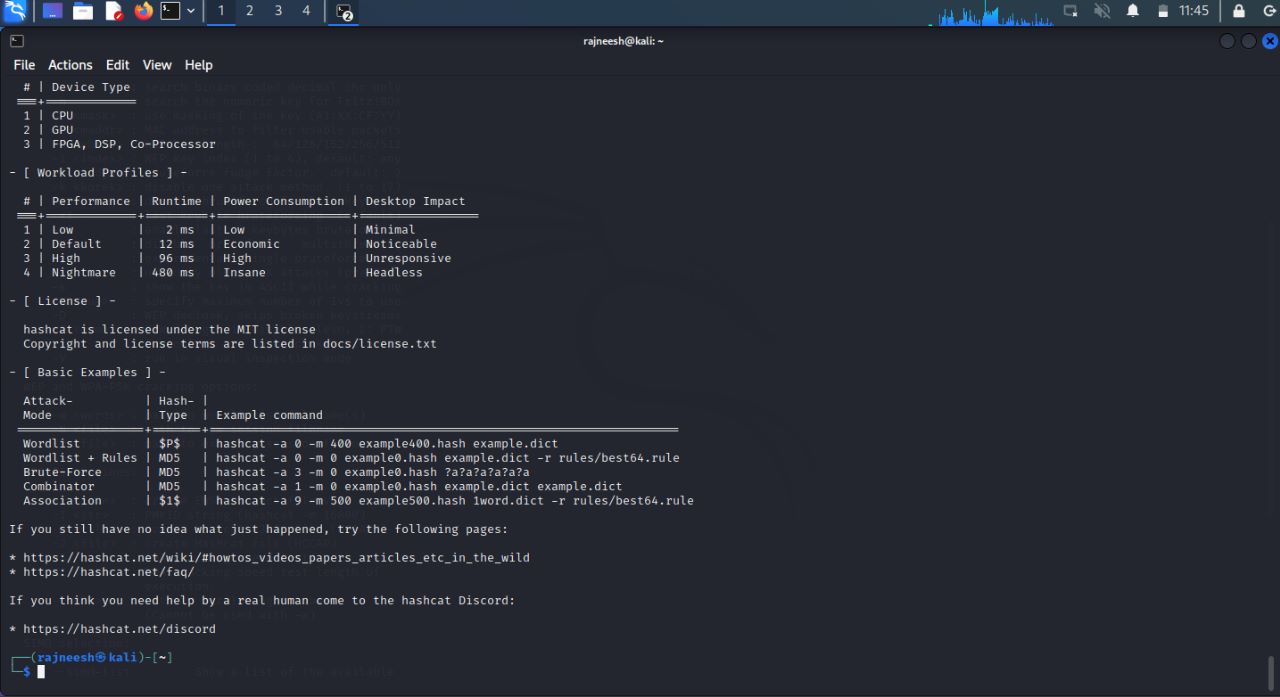 1 2 3 4 2 11:45
rajneesh@kali: ~
File Actions Edit View Help
# | Device Type
===+=============
1 | CPU
2 | GPU
3 | FPGA, DSP, Co-Processor
- [ Workload Profiles ] -
# | Performance | Runtime | Power Consumption | Desktop Impact
===+=============+=========+===================+=================
1 | Low | 2 ms | Low | Minimal
2 | Default | 12 ms | Economic | Noticeable
3 | High | 96 ms | High | Unresponsive
4 | Nightmare | 480 ms | Insane | Headless
- [ License ] -
hashcat is licensed under the MIT license
Copyright and license terms are listed in docs/license.txt
- [ Basic Examples ] -
Attack- | Hash- |
Mode | Type | Example command
==================+=======+==================================================================
Wordlist | $P$ | hashcat -a 0 -m 400 example400.hash example.dict
Wordlist + Rules | MD5 | hashcat -a 0 -m 0 example0.hash example.dict -r rules/best64.rule
Brute-Force | MD5 | hashcat -a 3 -m 0 example0.hash ?a?a?a?a?a?a
Combinator | MD5 | hashcat -a 1 -m 0 example0.hash example.dict example.dict
Association | $1$ | hashcat -a 9 -m 500 example500.hash 1word.dict -r rules/best64.rule
If you still have no idea what just happened, try the following pages:
* https://hashcat.net/wiki/#howtos_videos_papers_articles_etc_in_the_wild
* https://hashcat.net/faq/
If you think you need help by a real human come to the hashcat Discord:
* https://hashcat.net/discord
┌──(rajneesh㉿kali)-[~]
└─$